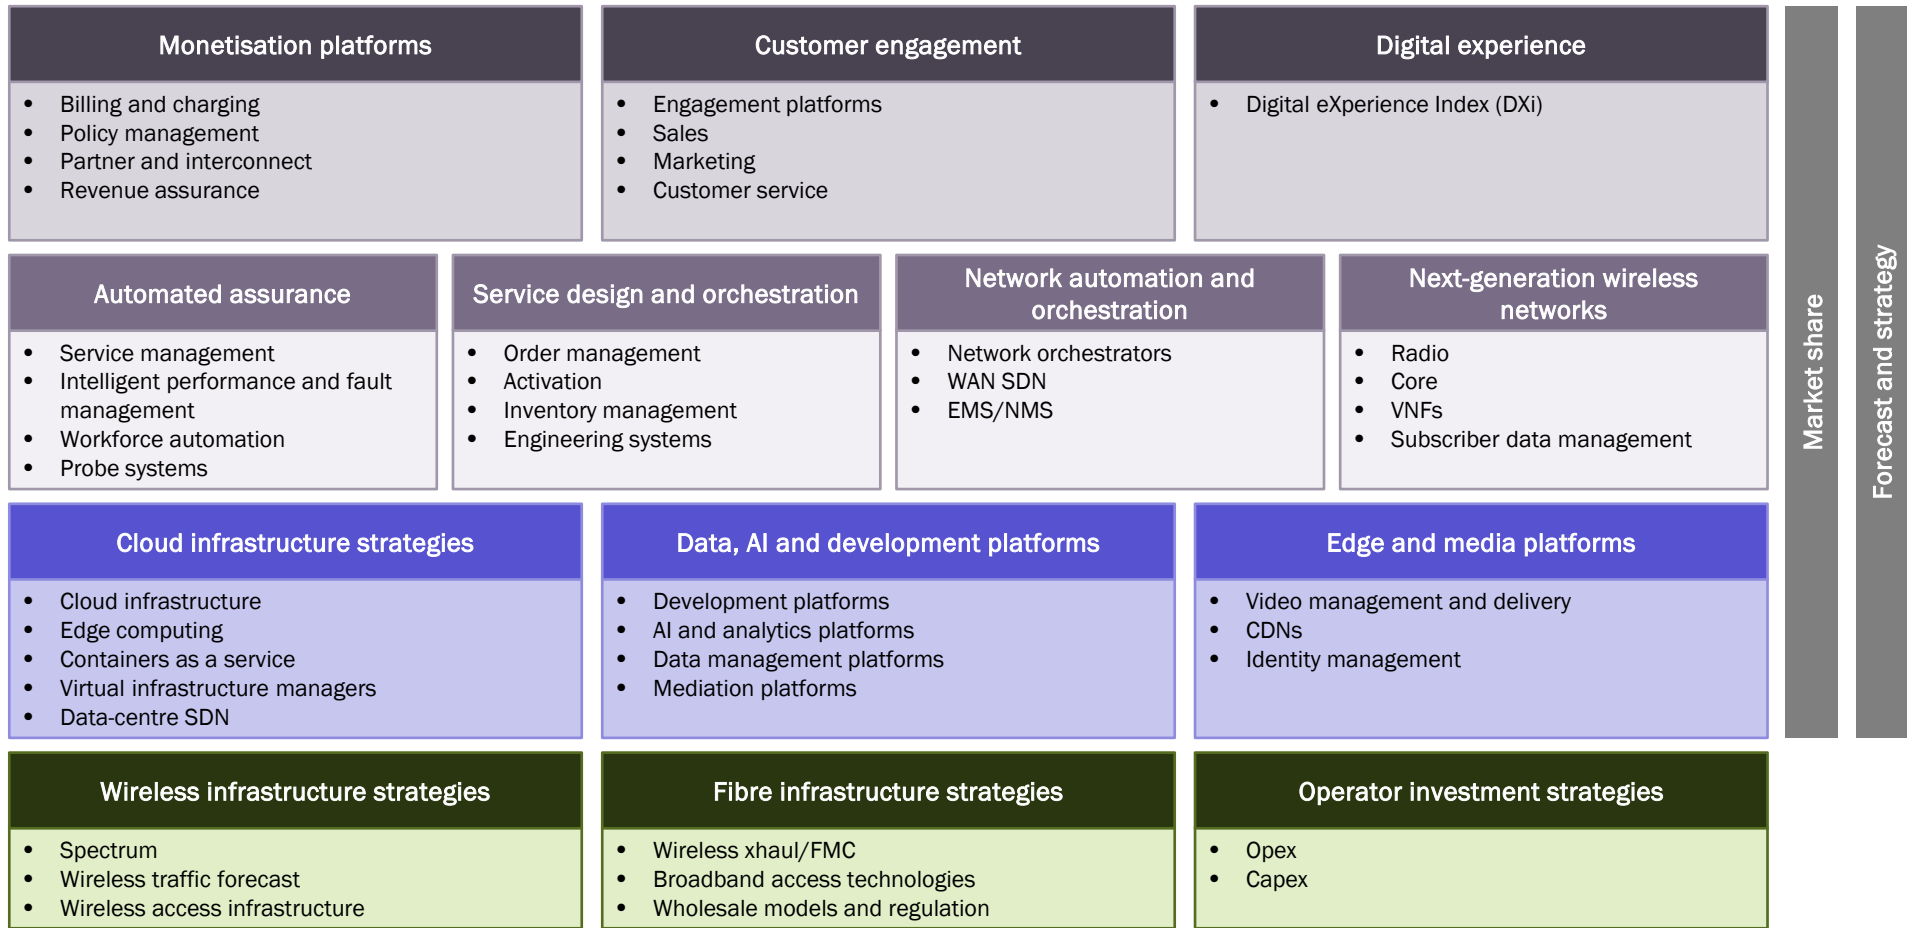 Monetisation platforms
• Billing and charging
• Policy management
• Partner and interconnect
• Revenue assurance
Customer engagement
• Engagement platforms
• Sales
• Marketing
• Customer service
Digital experience
• Digital eXperience Index (DXi)
Automated assurance
• Service management
• Intelligent performance and fault
management
• Workforce automation
• Probe systems
Service design and orchestration
• Order management
• Activation
• Inventory management
• Engineering systems
Network automation and
orchestration
• Network orchestrators
• WAN SDN
• EMS/NMS
Next-generation wireless
networks
• Radio
• Core
• VNFs
• Subscriber data management
Cloud infrastructure strategies
• Cloud infrastructure
• Edge computing
• Containers as a service
• Virtual infrastructure managers
• Data-centre SDN
Data, AI and development platforms
• Development platforms
• AI and analytics platforms
• Data management platforms
• Mediation platforms
Edge and media platforms
• Video management and delivery
• CDNs
• Identity management
Wireless infrastructure strategies
• Spectrum
• Wireless traffic forecast
• Wireless access infrastructure
Fibre infrastructure strategies
• Wireless xhaul/FMC
• Broadband access technologies
• Wholesale models and regulation
Operator investment strategies
• Opex
• Capex
Market share
Forecast and strategy